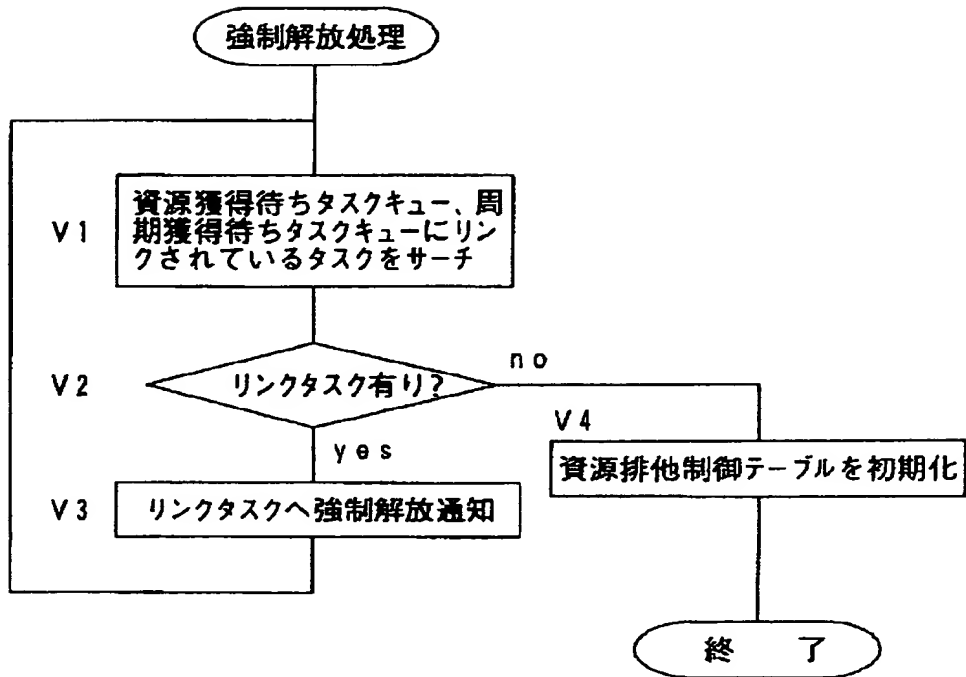 強制解放処理
V1
資源獲得待ちタスクキュー、周
期獲得待ちタスクキューにリン
クされているタスクをサーチ
V2
リンクタスク有り?
no
yes
V4
資源排他制御テーブルを初期化
V3
リンクタスクへ強制解放通知
終 了